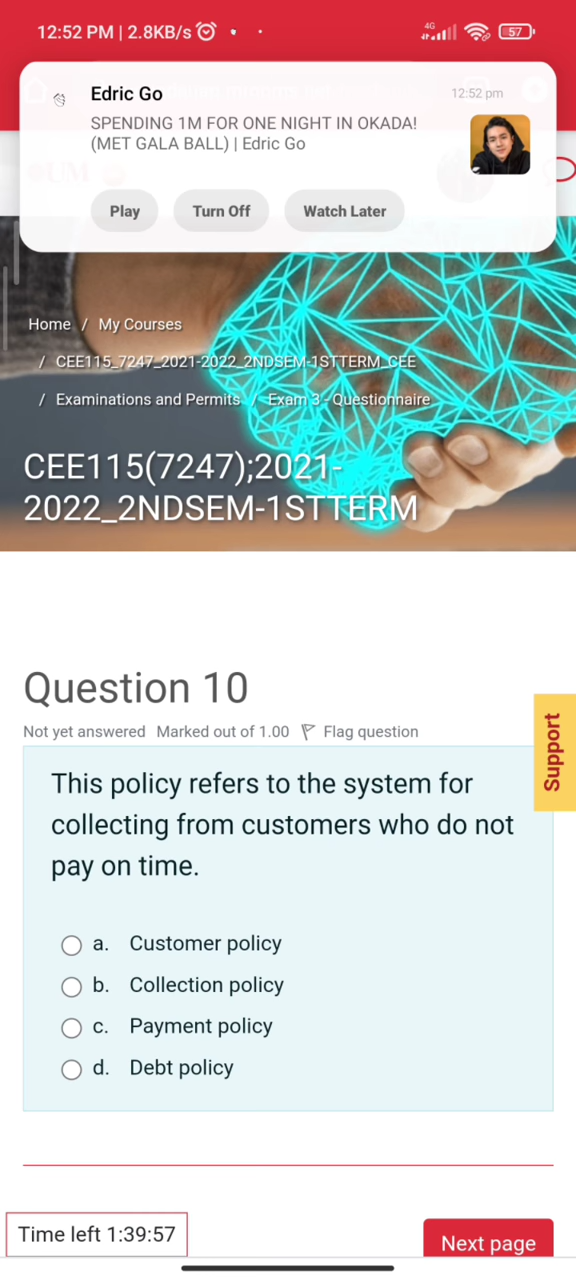 12:52 PM | 2.8KB/s
4G
57
Edric Go
12:52 pm
SPENDING 1M FOR ONE NIGHT IN OKADA!
(MET GALA BALL) | Edric Go
Play
Turn Off
Watch Later
Home / My Courses
/ CEE115_7247_2021-2022_2NDSEM-1STTERM_CEE
/ Examinations and Permits / Exam 3 - Questionnaire
CEE115(7247);2021-
2022_2NDSEM-1STTERM
Question 10
Not yet answered Marked out of 1.00 Flag question
Support
This policy refers to the system for
collecting from customers who do not
pay on time.
a. Customer policy
b. Collection policy
c. Payment policy
d. Debt policy
Time left 1:39:57
Next page